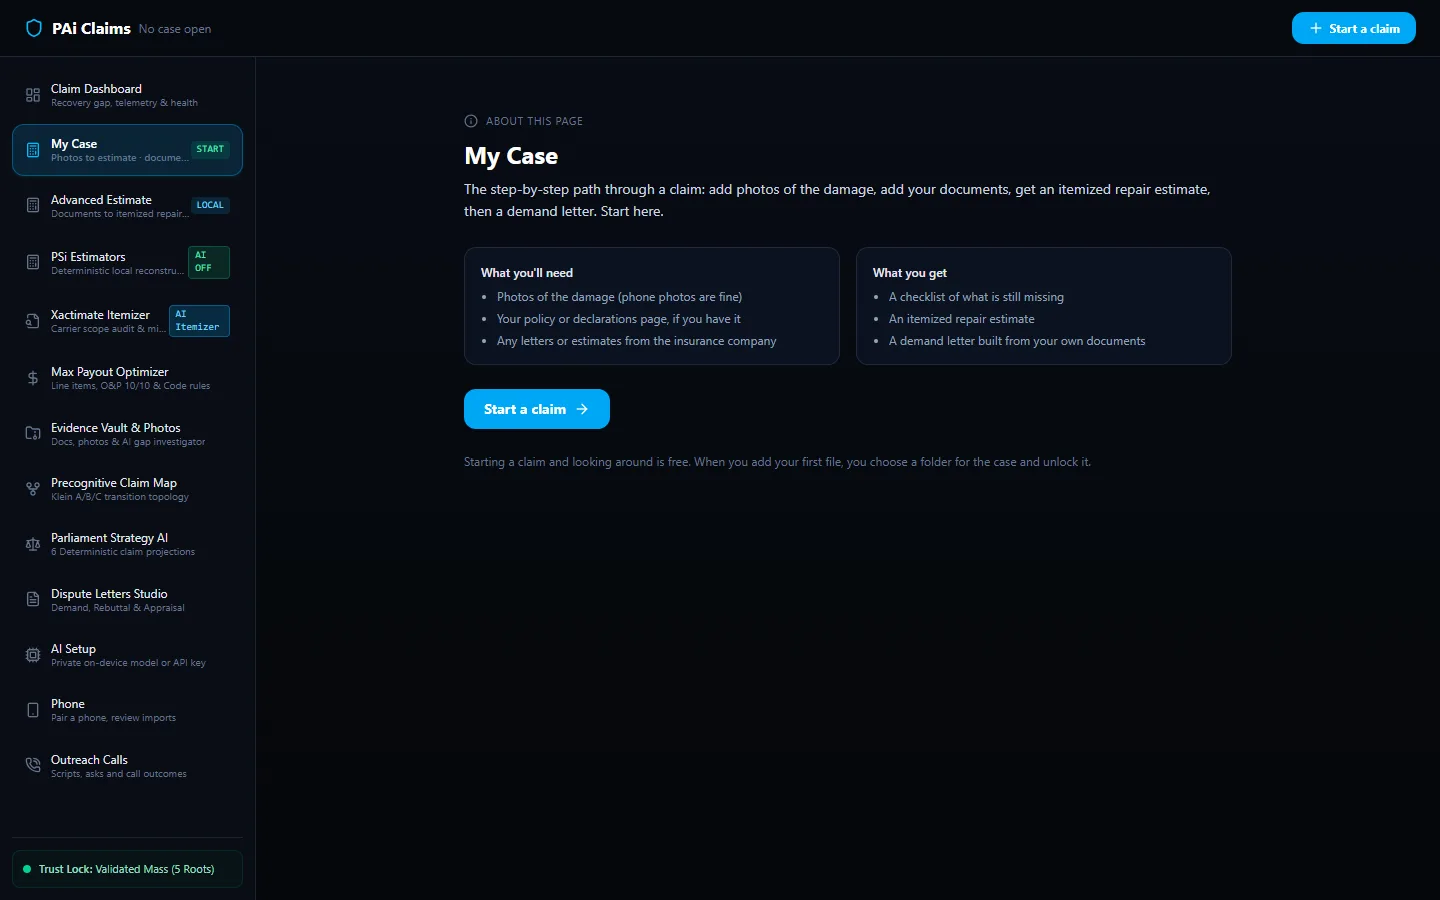 PAi Claims No case open
+ Start a claim
Claim Dashboard
Recovery gap, telemetry & health
My Case
Photos to estimate · docume...
START
Advanced Estimate
Documents to itemized repair...
LOCAL
PSi Estimators
Deterministic local reconstru...
AI
OFF
Xactimate Itemizer
Carrier scope audit & mi...
AI
Itemizer
Max Payout Optimizer
Line items, O&P 10/10 & Code rules
Evidence Vault & Photos
Docs, photos & AI gap investigator
Precognitive Claim Map
Klein A/B/C transition topology
Parliament Strategy AI
6 Deterministic claim projections
Dispute Letters Studio
Demand, Rebuttal & Appraisal
AI Setup
Private on-device model or API key
Phone
Pair a phone, review imports
Outreach Calls
Scripts, asks and call outcomes
Trust Lock: Validated Mass (5 Roots)
ABOUT THIS PAGE
My Case
The step-by-step path through a claim: add photos of the damage, add your documents, get an itemized repair estimate,
then a demand letter. Start here.
What you'll need
• Photos of the damage (phone photos are fine)
• Your policy or declarations page, if you have it
• Any letters or estimates from the insurance company
What you get
• A checklist of what is still missing
• An itemized repair estimate
• A demand letter built from your own documents
Start a claim →
Starting a claim and looking around is free. When you add your first file, you choose a folder for the case and unlock it.